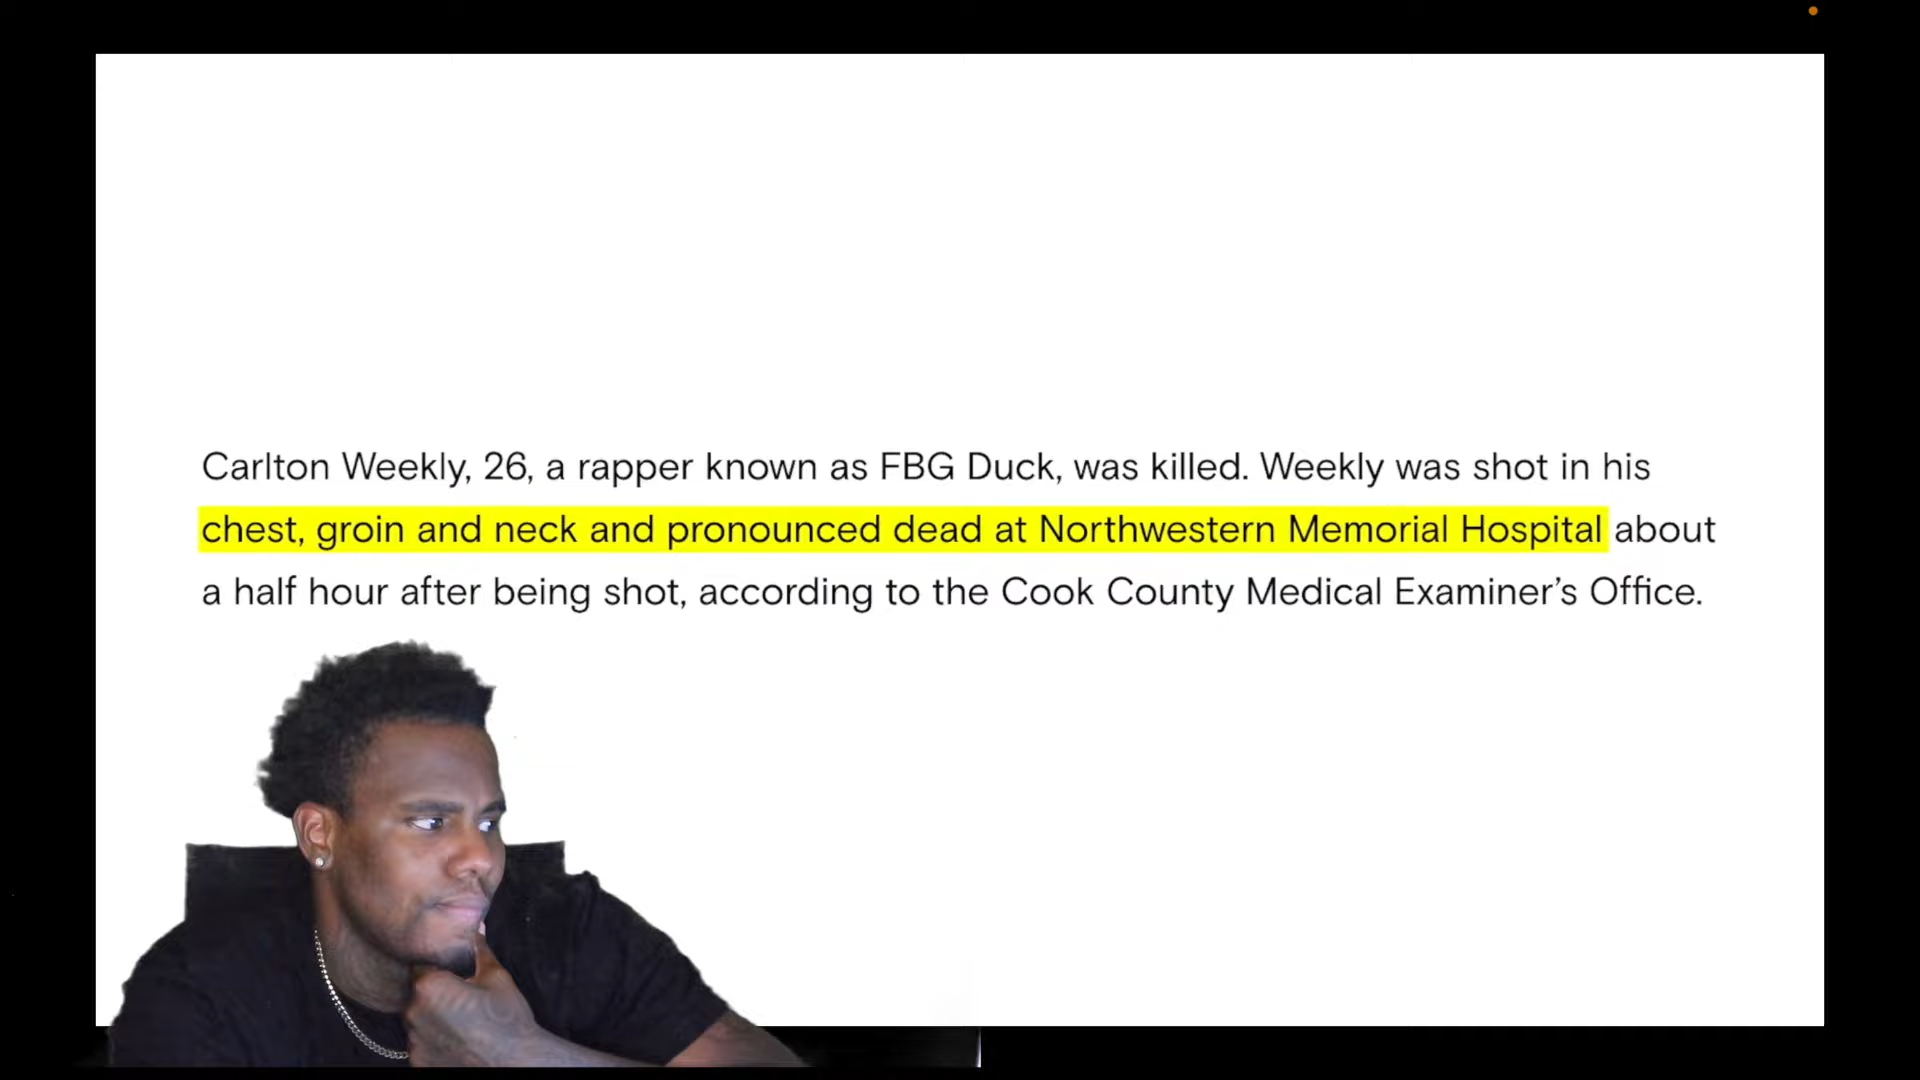 Carlton Weekly, 26, a rapper known as FBG Duck, was killed. Weekly was shot in his
chest, groin and neck and pronounced dead at Northwestern Memorial Hospital about
a half hour after being shot, according to the Cook County Medical Examiner’s Office.